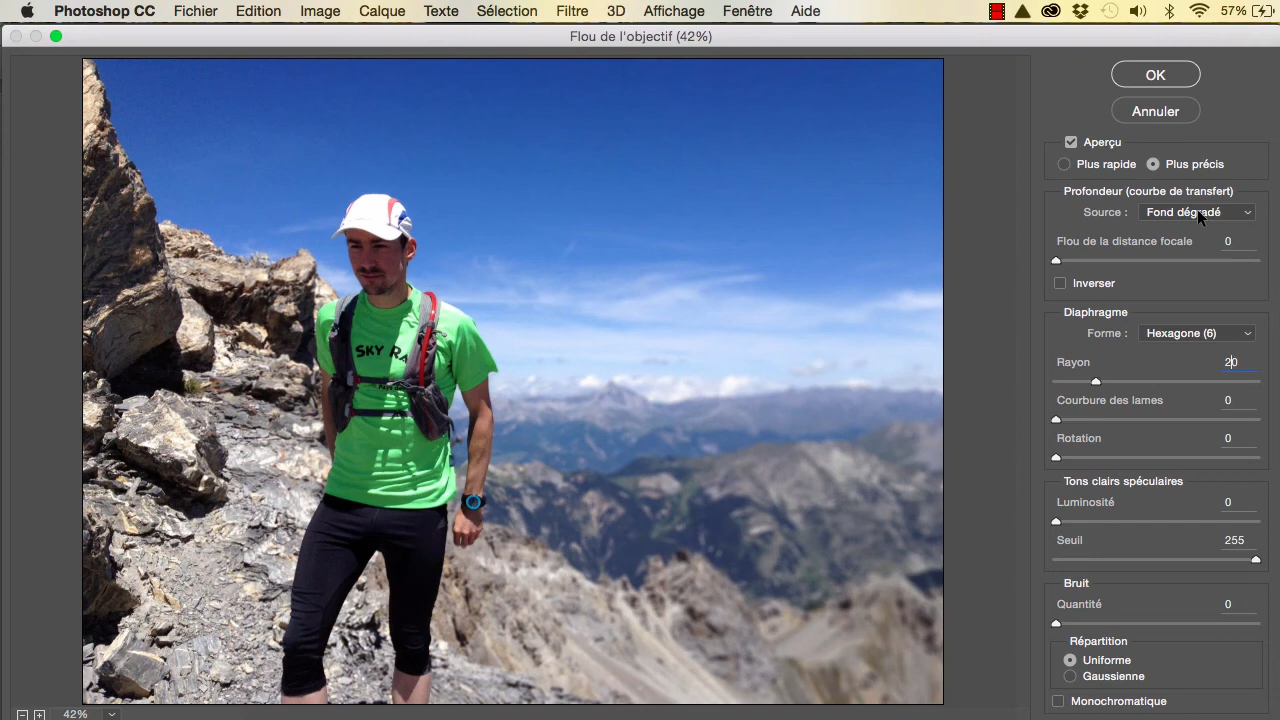 Photoshop CC Fichier Edition Image Calque Texte Sélection Filtre 3D Affichage Fenêtre Aide 57%
Flou de l'objectif (42%)
OK
Annuler
Aperçu
Plus rapide Plus précis
Profondeur (courbe de transfert)
Source : Fond dégradé
Flou de la distance focale 0
Inverser
Diaphragme
Forme : Hexagone (6)
Rayon 20
Courbure des lames 0
Rotation 0
Tons clairs spéculaires
Luminosité 0
Seuil 255
Bruit
Quantité 0
Répartition
Uniforme
Gaussienne
Monochromatique
SKY RA
42%